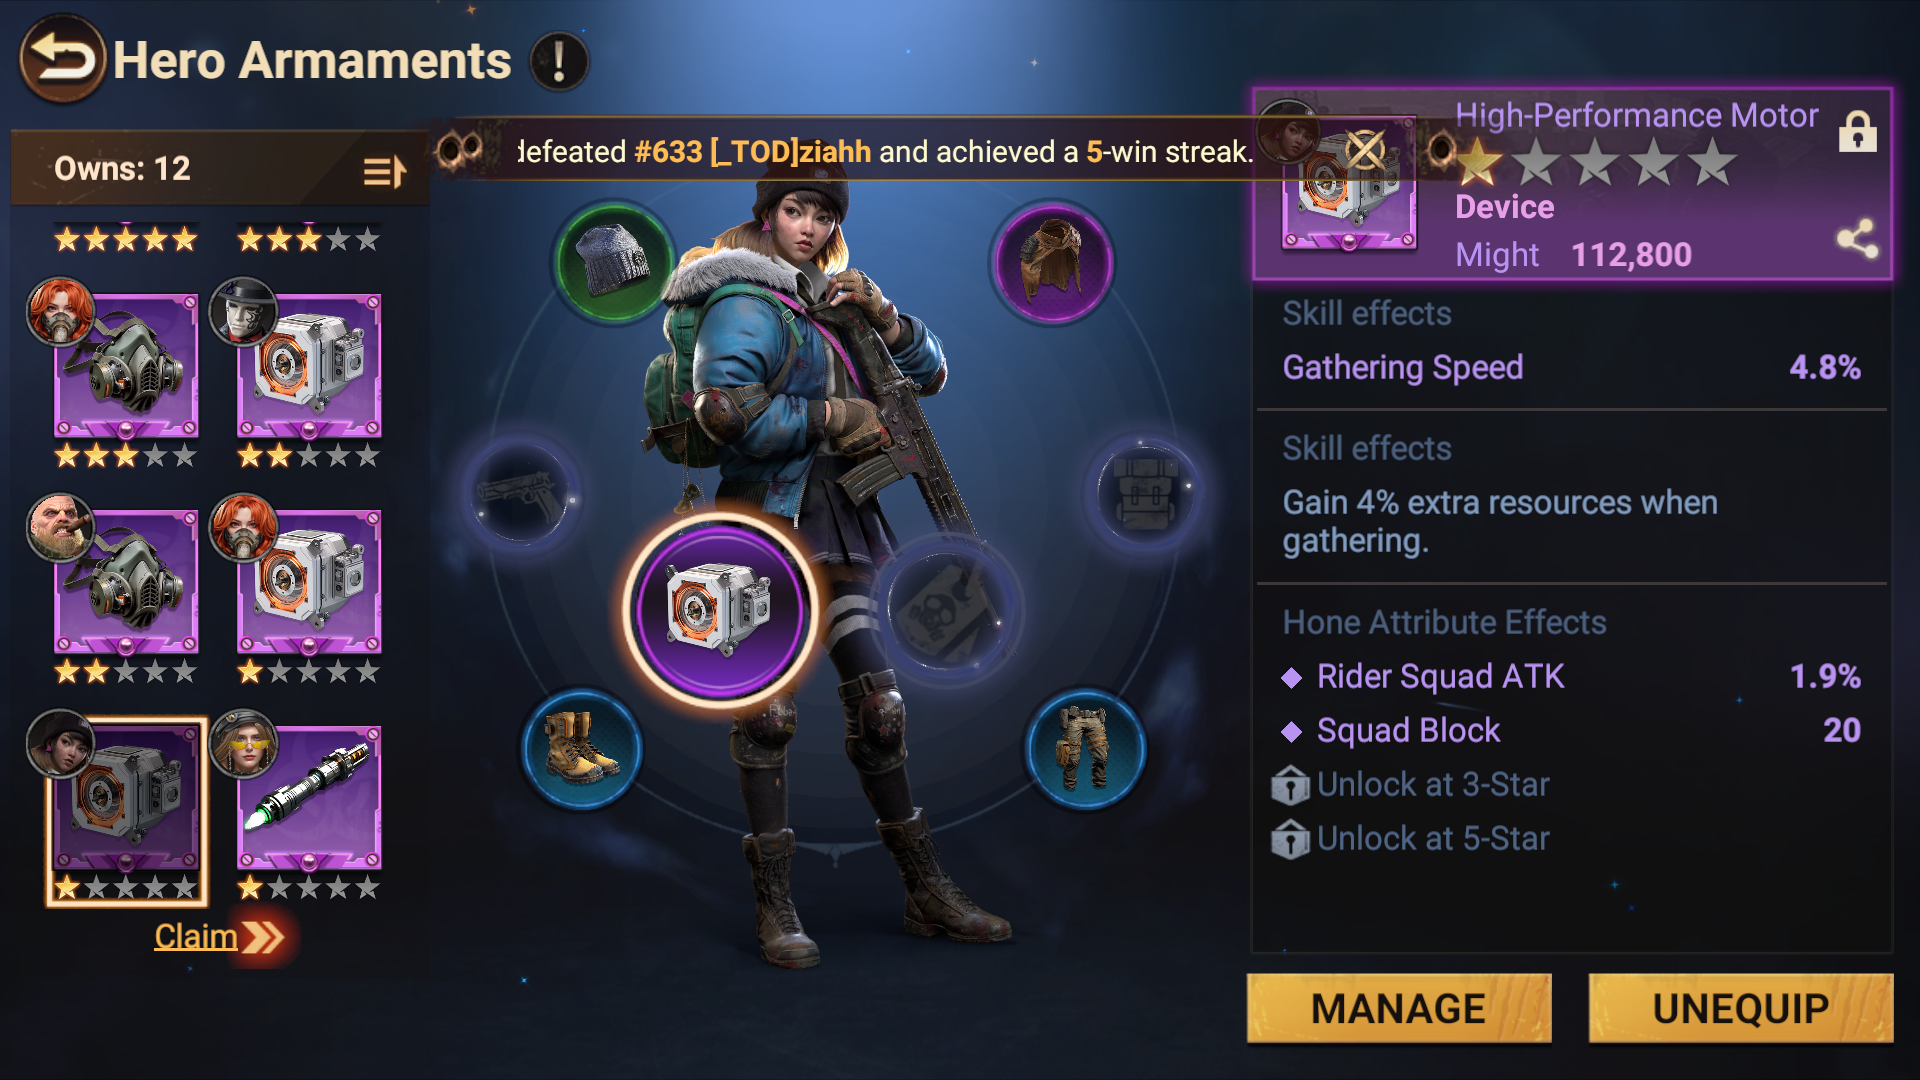 Hero Armaments
Owns: 12
defeated #633 [_TOD]ziahh and achieved a 5-win streak.
High-Performance Motor
Device
Might 112,800
Skill effects
Gathering Speed 4.8%
Skill effects
Gain 4% extra resources when
gathering.
Hone Attribute Effects
Rider Squad ATK 1.9%
Squad Block 20
Unlock at 3-Star
Unlock at 5-Star
Claim
MANAGE
UNEQUIP